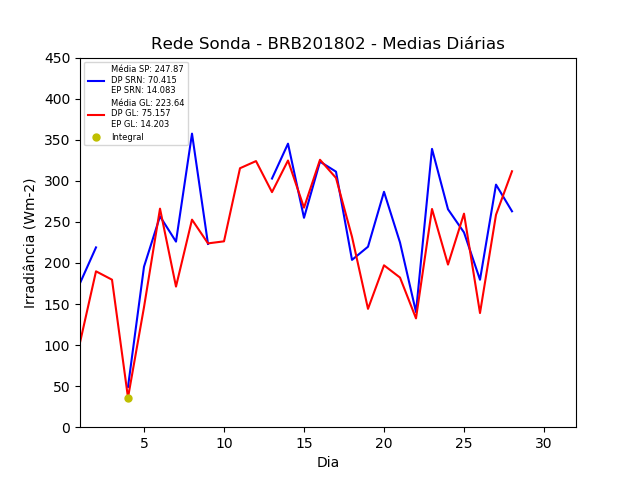 Rede Sonda - BRB201802 - Medias Diárias
450
400
350
300
250
200
150
100
50
0
Irradiância (Wm-2)
Média SP: 247.87
DP SRN: 70.415
EP SRN: 14.083
Média GL: 223.64
DP GL: 75.157
EP GL: 14.203
Integral
5
10
15
20
25
30
Dia